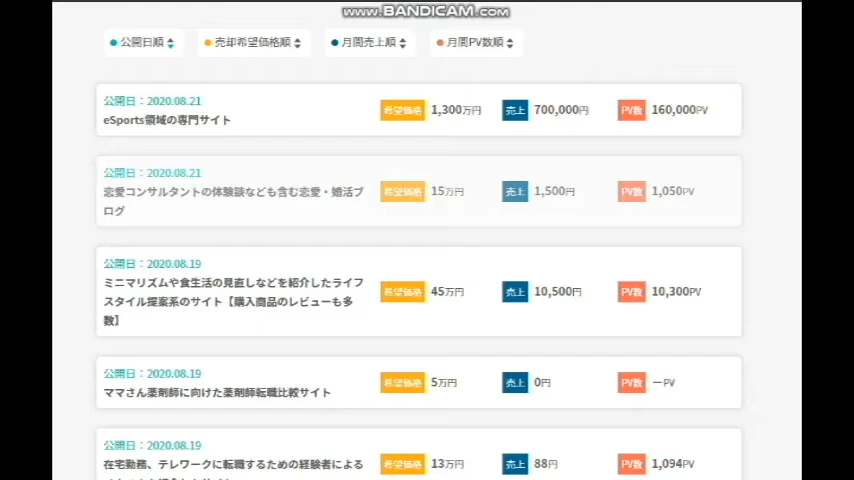 www.BANDICAM.com
公開日順
売却希望価格順
月間売上順
月間PV数順
公開日：2020.08.21
eSports領域の専門サイト
希望価格 1,300万円 売上 700,000円 PV数 160,000PV
公開日：2020.08.21
恋愛コンサルタントの体験談なども含む恋愛・婚活ブ
ログ
希望価格 15万円 売上 1,500円 PV数 1,050PV
公開日：2020.08.19
ミニマリズムや食生活の見直しなどを紹介したライフ
スタイル提案系のサイト【購入商品のレビューも多
数】
希望価格 45万円 売上 10,500円 PV数 10,300PV
公開日：2020.08.19
ママさん薬剤師に向けた薬剤師転職比較サイト
希望価格 5万円 売上 0円 PV数 ーPV
公開日：2020.08.19
在宅勤務、テレワークに転職するための経験者による
希望価格 13万円 売上 88円 PV数 1,094PV